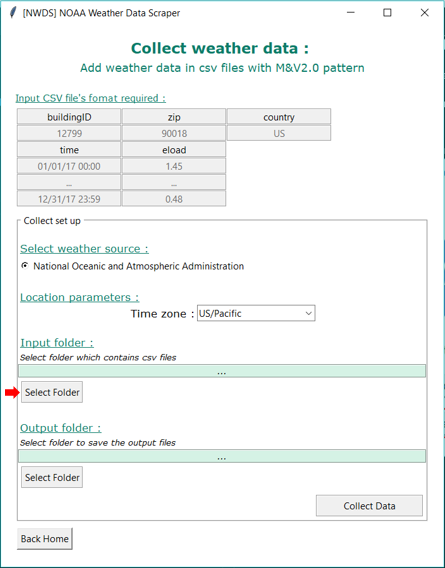 [NWDS] NOAA Weather Data Scraper
Collect weather data :
Add weather data in csv files with M&V2.0 pattern
Input CSV file's fomat required :
buildingID zip country
12799 90018 US
time eload
01/01/17 00:00 1.45
... ...
12/31/17 23:59 0.48
Collect set up
Select weather source :
National Oceanic and Atmospheric Administration
Location parameters :
Time zone : US/Pacific
Input folder :
Select folder which contains csv files
...
Select Folder
Output folder :
Select folder to save the output files
...
Select Folder
Collect Data
Back Home